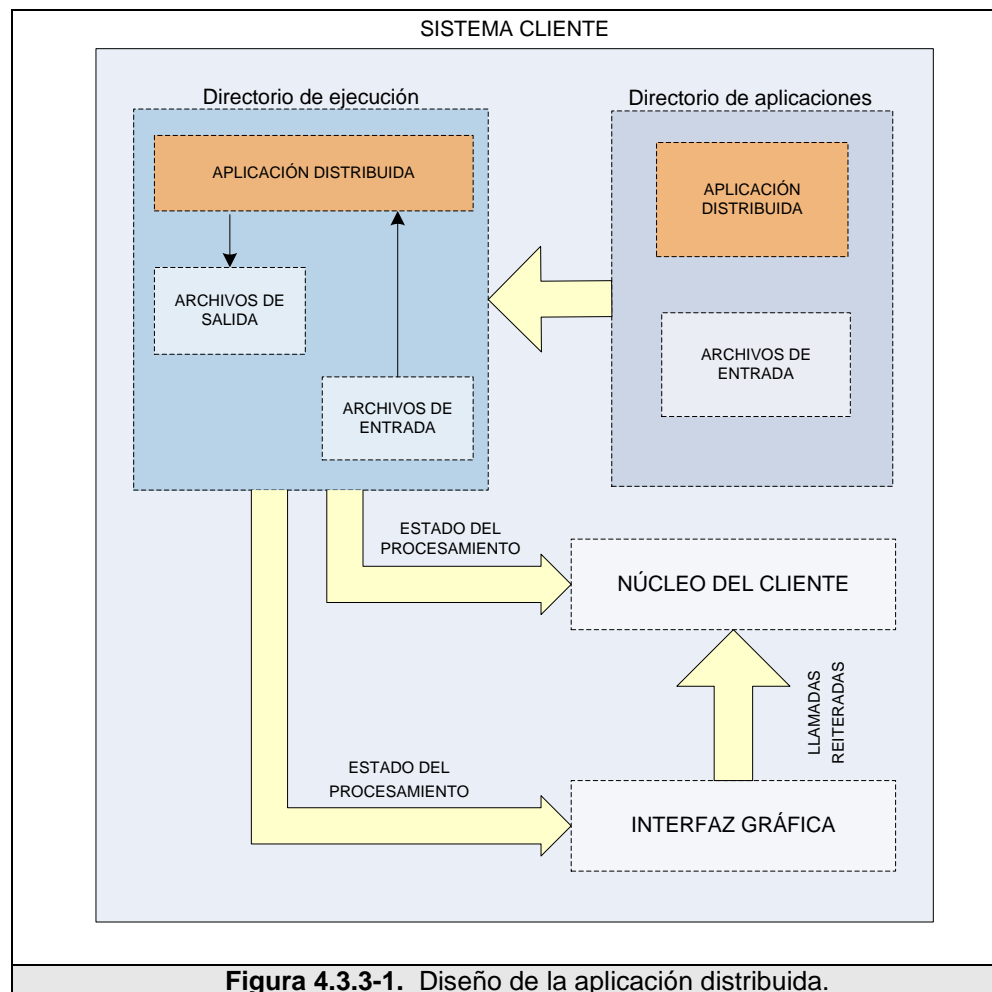 SISTEMA CLIENTE
Directorio de ejecución
APLICACIÓN DISTRIBUIDA
ARCHIVOS DE
SALIDA
ARCHIVOS DE
ENTRADA
Directorio de aplicaciones
APLICACIÓN
DISTRIBUIDA
ARCHIVOS DE
ENTRADA
ESTADO DEL
PROCESAMIENTO
NÚCLEO DEL CLIENTE
LLAMADAS
REITERADAS
ESTADO DEL
PROCESAMIENTO
INTERFAZ GRÁFICA
Figura 4.3.3-1. Diseño de la aplicación distribuida.